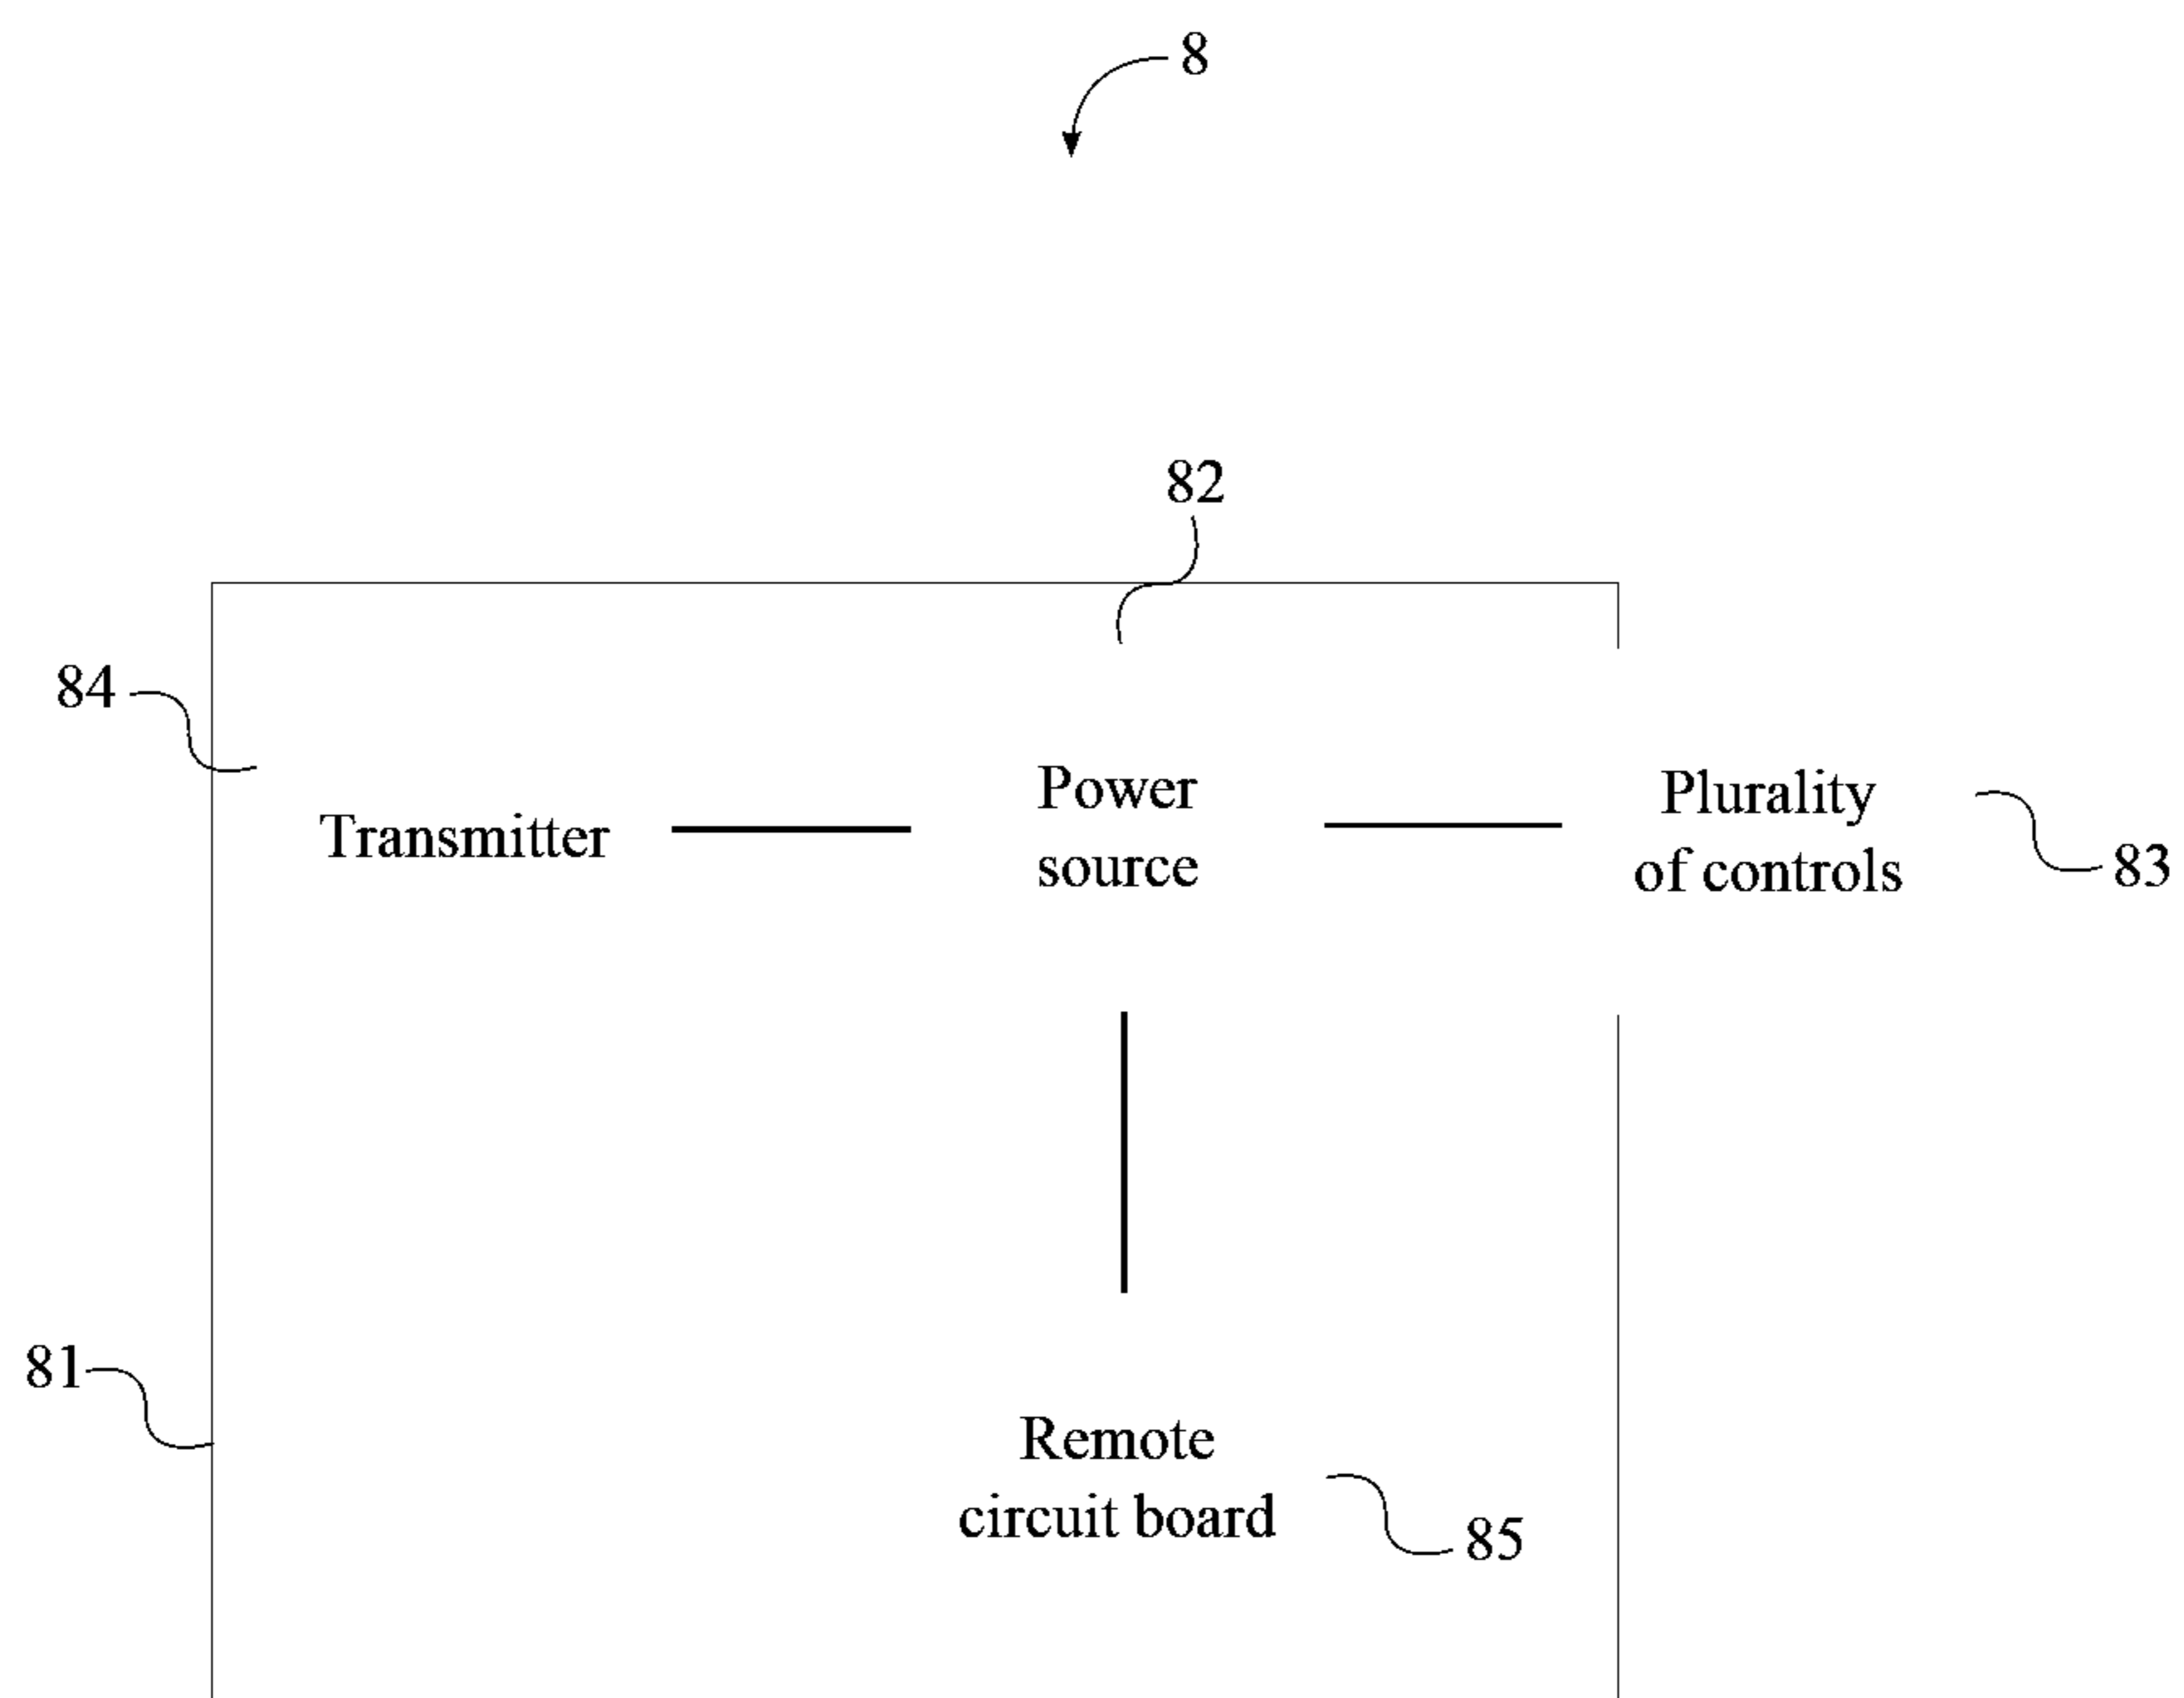 8
82
84
Transmitter
Power
source
Plurality
of controls
83
81
Remote
circuit board
85